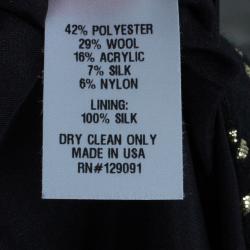 42% POLYESTER
29% WOOL
16% ACRYLIC
7% SILK
6% NYLON
LINING:
100% SILK
DRY CLEAN ONLY
MADE IN USA
RN#129091